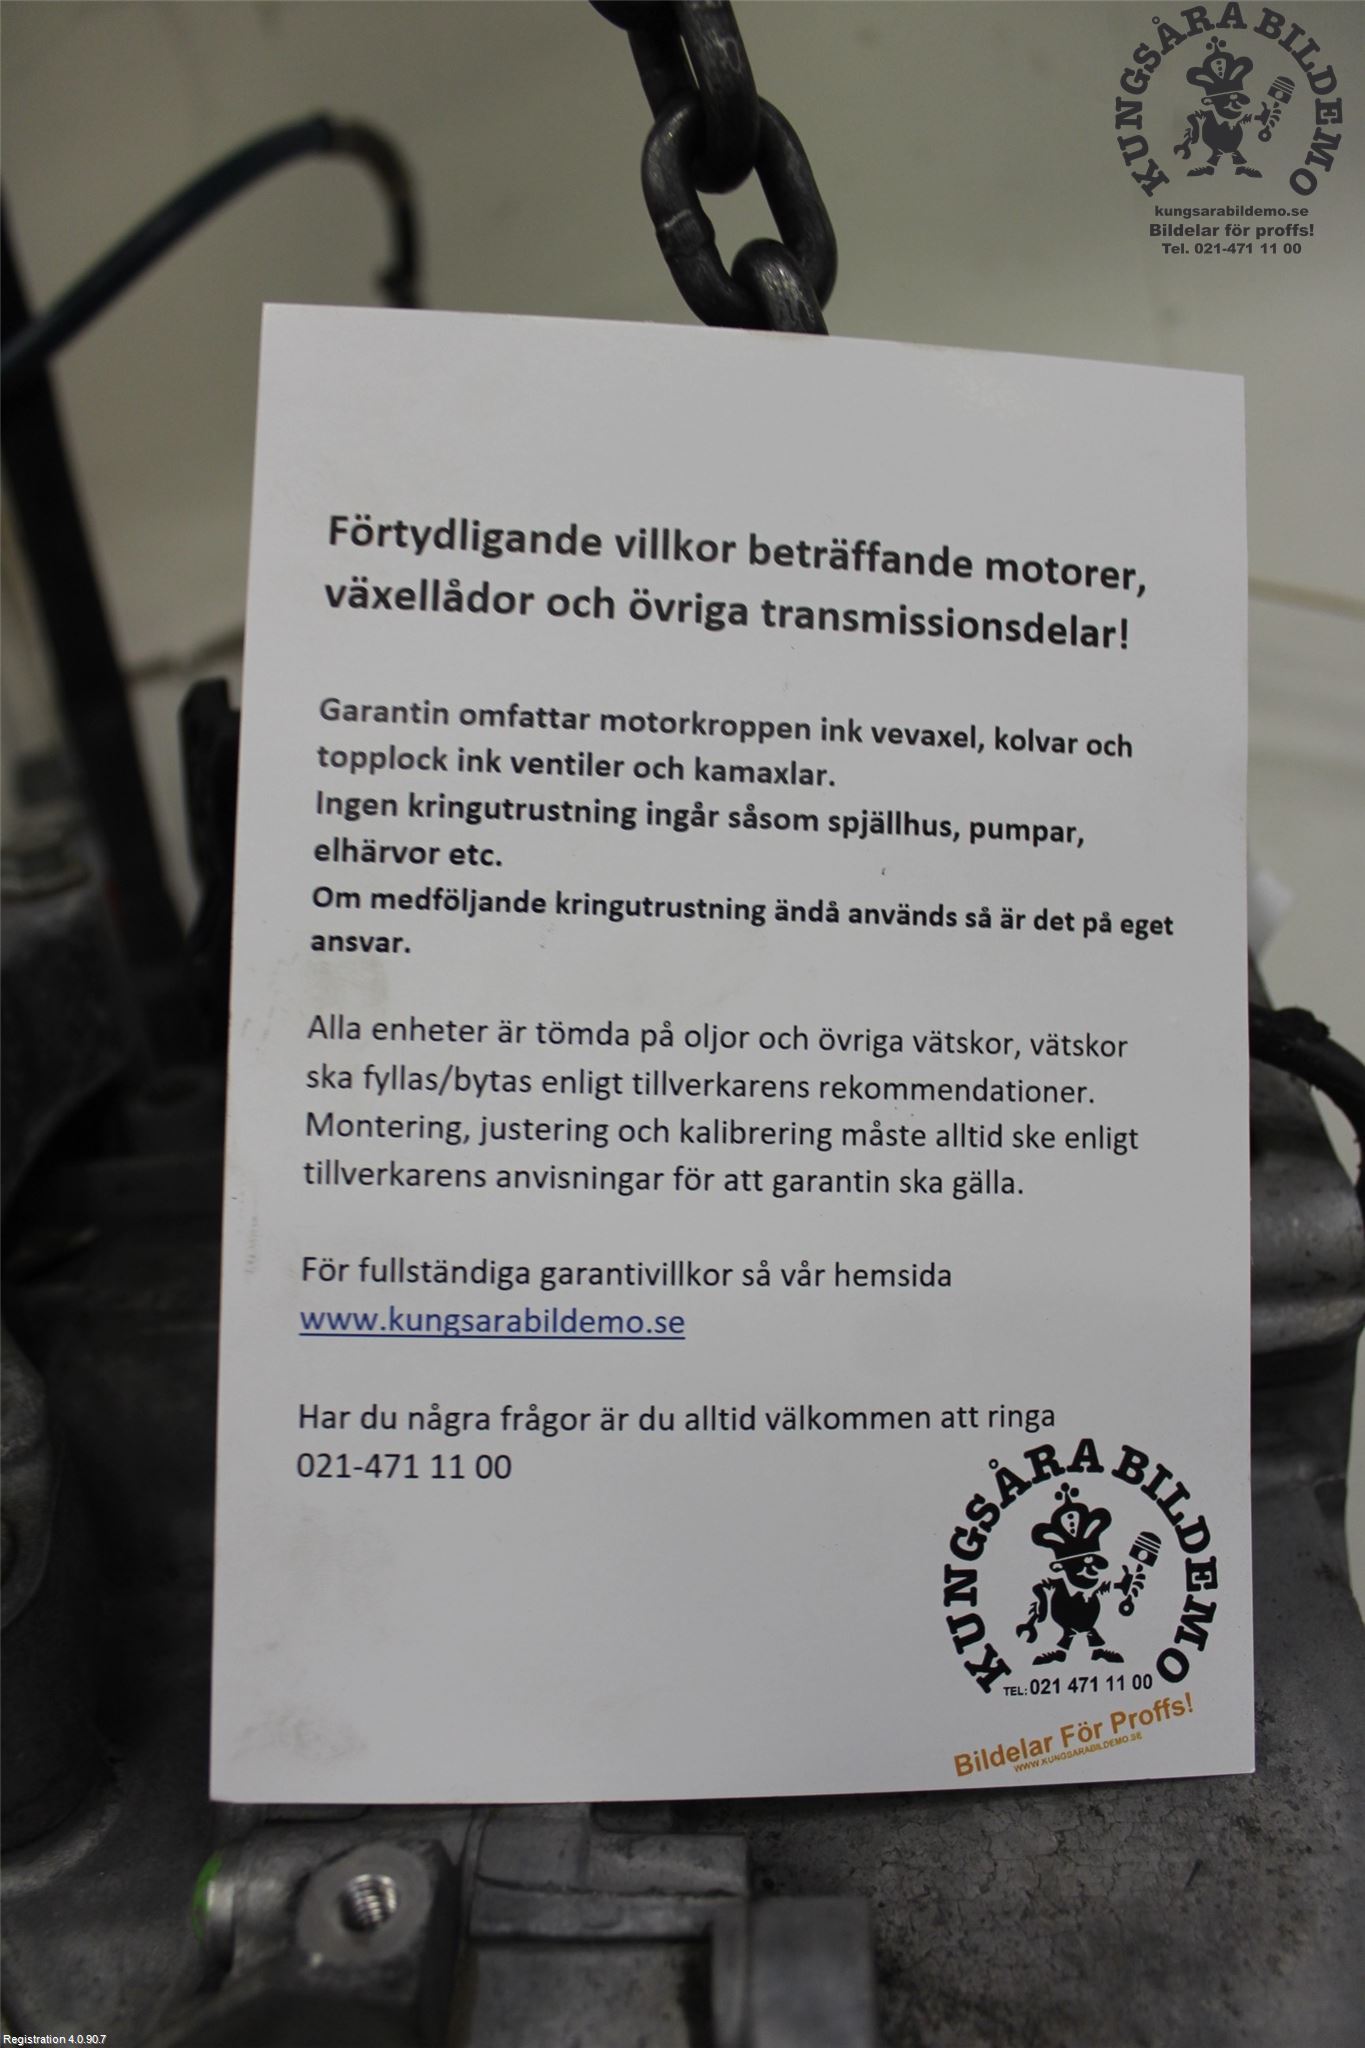 KUNGSÅRA BILDEMO
kungsarabildemo.se
Bildelar för proffs!
Tel. 021-471 11 00
Förtydligande villkor beträffande motorer,
växellådor och övriga transmissionsdelar!
Garantin omfattar motorkroppen ink vevaxel, kolvar och
topplock ink ventiler och kamaxlar.
Ingen kringutrustning ingår såsom spjällhus, pumpar,
elhärvor etc.
Om medföljande kringutrustning ändå används så är det på eget
ansvar.
Alla enheter är tömda på oljor och övriga vätskor, vätskor
ska fyllas/bytas enligt tillverkarens rekommendationer.
Montering, justering och kalibrering måste alltid ske enligt
tillverkarens anvisningar för att garantin ska gälla.
För fullständiga garantivillkor så vår hemsida
www.kungsarabildemo.se
Har du några frågor är du alltid välkommen att ringa
021-471 11 00
KUNGSÅRA BILDEMO
TEL: 021 471 11 00
Bildelar För Proffs!
WWW.KUNGSARABILDEMO.SE
Registration 4.0.90.7